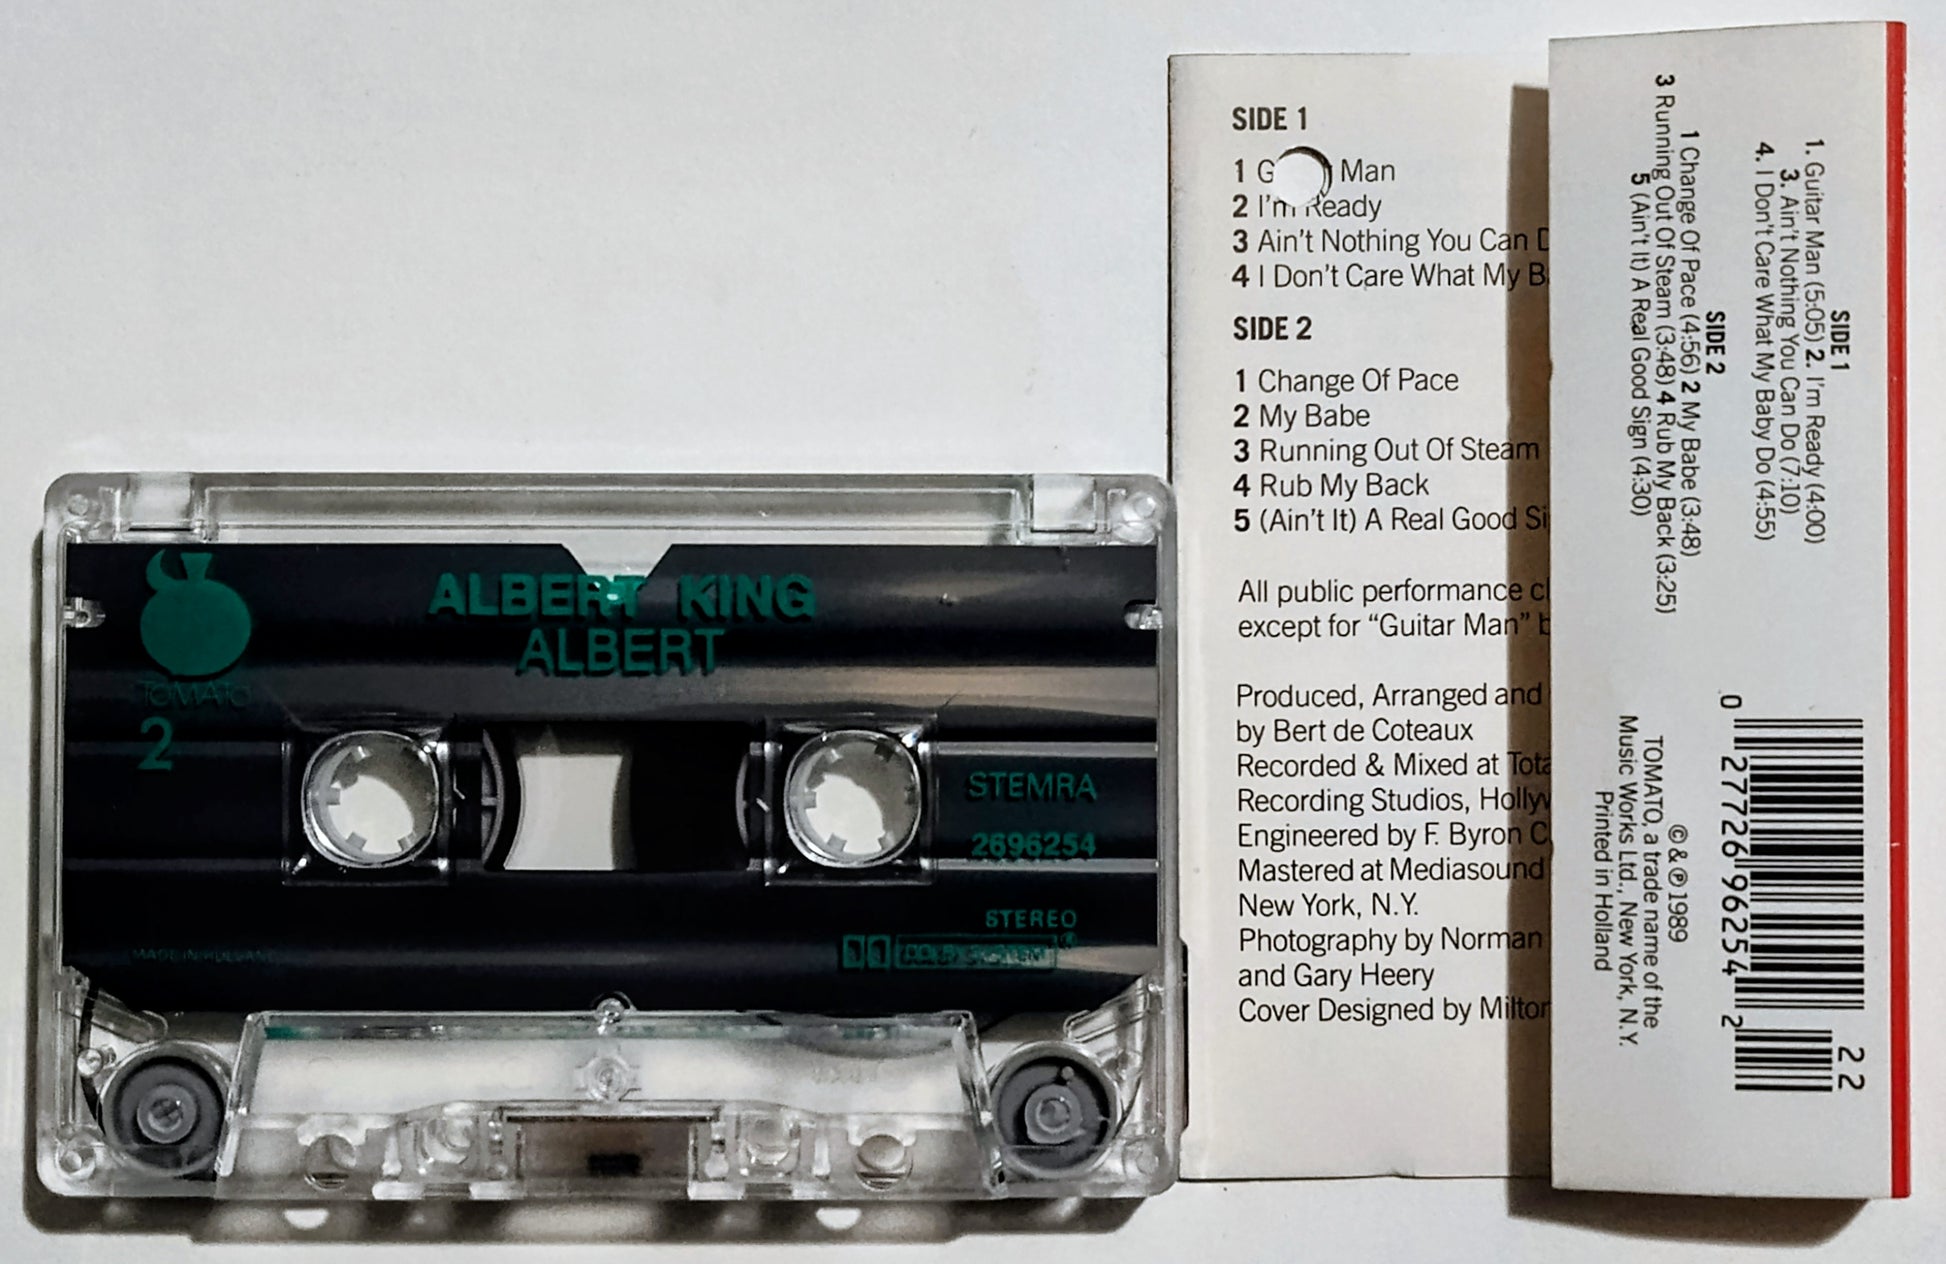 ALBERT KING
ALBERT
TOMATO
2
STEMRA
2696254
STEREO
DOLBY SYSTEM
MADE IN HOLLAND
SIDE 1
1 G Man
2 I'm Ready
3 Ain't Nothing You Can D
4 I Don't Care What My B
SIDE 2
1 Change Of Pace
2 My Babe
3 Running Out Of Steam
4 Rub My Back
5 (Ain't It) A Real Good Si
All public performance cl
except for “Guitar Man” b
Produced, Arranged and
by Bert de Coteaux
Recorded & Mixed at Tota
Recording Studios, Hollyw
Engineered by F. Byron C
Mastered at Mediasound
New York, N.Y.
Photography by Norman
and Gary Heery
Cover Designed by Milton
SIDE 1
1. Guitar Man (5:05) 2. I'm Ready (4:00)
3. Ain't Nothing You Can Do (7:10)
4. I Don't Care What My Baby Do (4:55)
SIDE 2
1 Change Of Pace (4:56) 2 My Babe (3:48)
3 Running Out Of Steam (3:48) 4 Rub My Back (3:25)
5 (Ain't It) A Real Good Sign (4:30)
0 27726 96254 2
22
© & ℗ 1989
TOMATO, a trade name of the
Music Works Ltd., New York, N.Y.
Printed in Holland